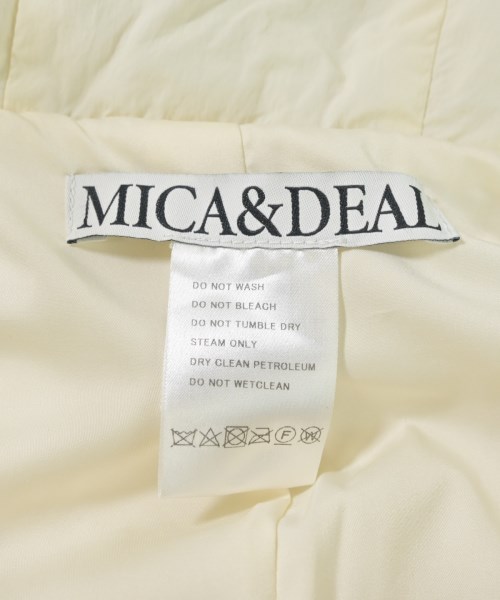 MICA&DEAL
DO NOT WASH
DO NOT BLEACH
DO NOT TUMBLE DRY
STEAM ONLY
DRY CLEAN PETROLEUM
DO NOT WETCLEAN
F W